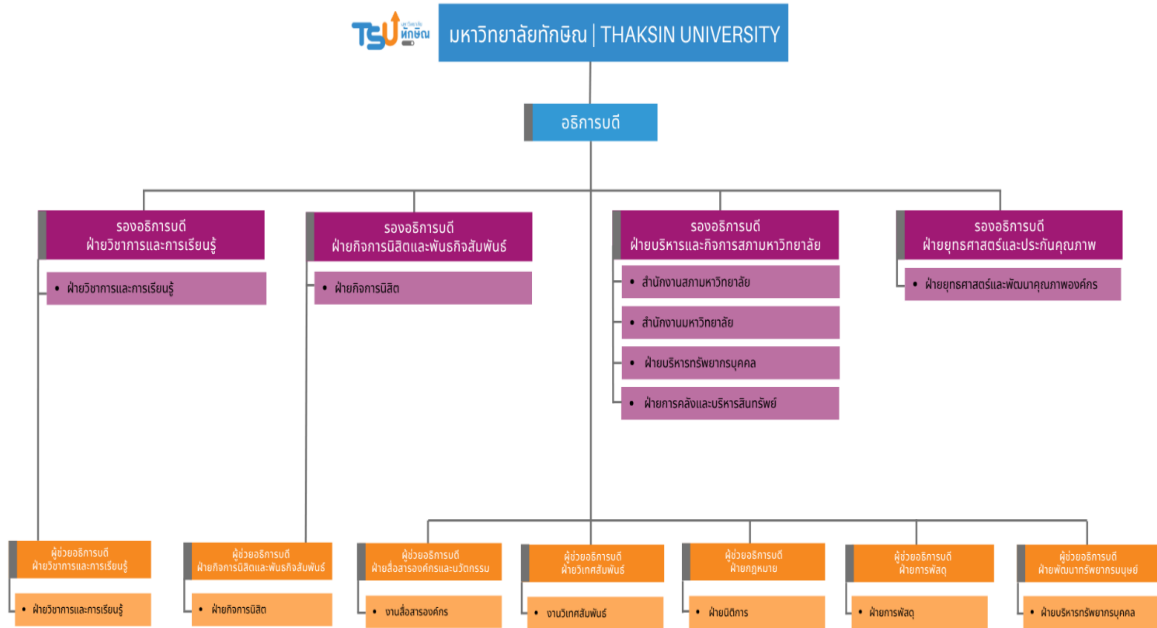 TSU มหาวิทยาลัย ทักษิณ
มหาวิทยาลัยทักษิณ | THAKSIN UNIVERSITY
อธิการบดี
รองอธิการบดี
ฝ่ายวิชาการและการเรียนรู้
• ฝ่ายวิชาการและการเรียนรู้
รองอธิการบดี
ฝ่ายกิจการนิสิตและพันธกิจสัมพันธ์
• ฝ่ายกิจการนิสิต
รองอธิการบดี
ฝ่ายบริหารและกิจการสภามหาวิทยาลัย
• สำนักงานสภามหาวิทยาลัย
• สำนักงานมหาวิทยาลัย
• ฝ่ายบริหารทรัพยากรบุคคล
• ฝ่ายการคลังและบริหารสินทรัพย์
รองอธิการบดี
ฝ่ายยุทธศาสตร์และประกันคุณภาพ
• ฝ่ายยุทธศาสตร์และพัฒนาคุณภาพองค์กร
ผู้ช่วยอธิการบดี
ฝ่ายวิชาการและการเรียนรู้
• ฝ่ายวิชาการและการเรียนรู้
ผู้ช่วยอธิการบดี
ฝ่ายกิจการนิสิตและพันธกิจสัมพันธ์
• ฝ่ายกิจการนิสิต
ผู้ช่วยอธิการบดี
ฝ่ายสื่อสารองค์กรและนวัตกรรม
• งานสื่อสารองค์กร
ผู้ช่วยอธิการบดี
ฝ่ายวิเทศสัมพันธ์
• งานวิเทศสัมพันธ์
ผู้ช่วยอธิการบดี
ฝ่ายกฎหมาย
• ฝ่ายนิติการ
ผู้ช่วยอธิการบดี
ฝ่ายการพัสดุ
• ฝ่ายการพัสดุ
ผู้ช่วยอธิการบดี
ฝ่ายพัฒนาทรัพยากรมนุษย์
• ฝ่ายบริหารทรัพยากรบุคคล